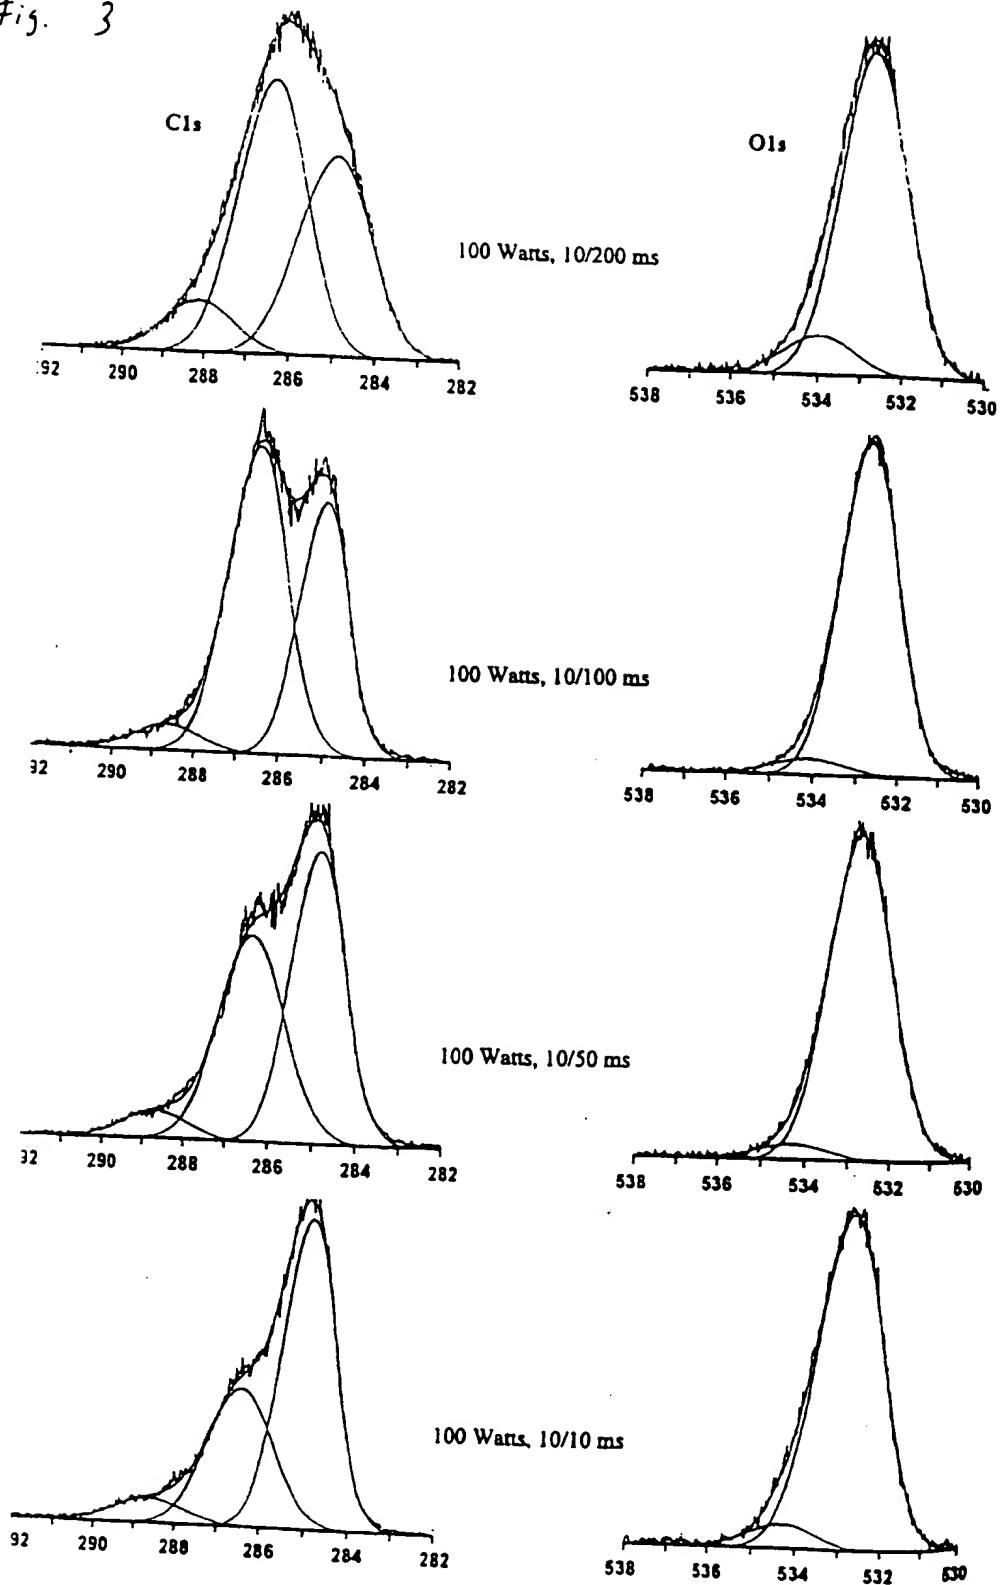 Fig. 3
C1s
O1s
100 Watts, 10/200 ms
:92 290 288 286 284 282
538 536 534 532 530
100 Watts, 10/100 ms
92 290 288 286 284 282
538 536 534 532 530
100 Watts, 10/50 ms
32 290 288 286 284 282
538 536 534 532 530
100 Watts, 10/10 ms
92 290 288 286 284 282
538 536 534 532 530